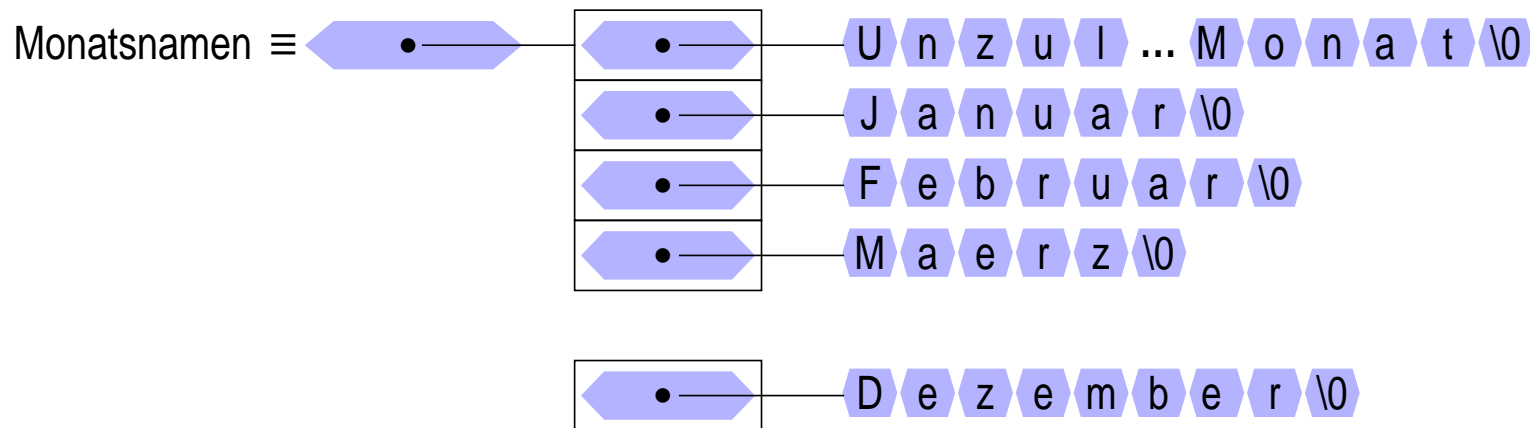 Monatsnamen ≡ U n z u l ... M o n a t \0
J a n u a r \0
F e b r u a r \0
M a e r z \0
D e z e m b e r \0